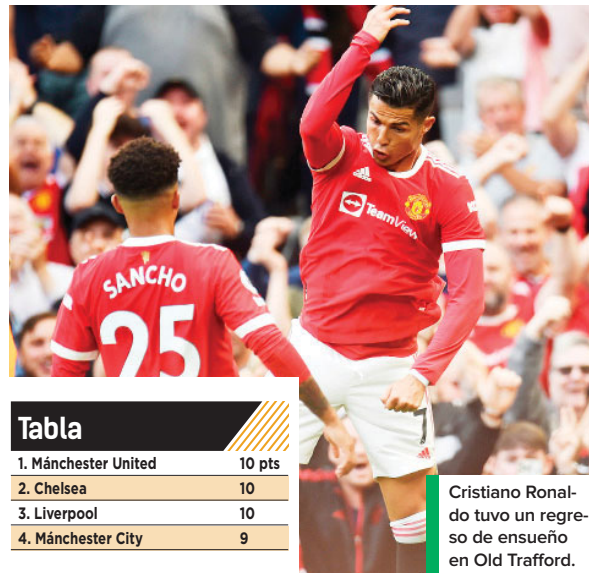 TeamViewer
SANCHO
25
7
Tabla
1. Mánchester United 10 pts
2. Chelsea 10
3. Liverpool 10
4. Mánchester City 9
Cristiano Ronal-
do tuvo un regre-
so de ensueño
en Old Trafford.